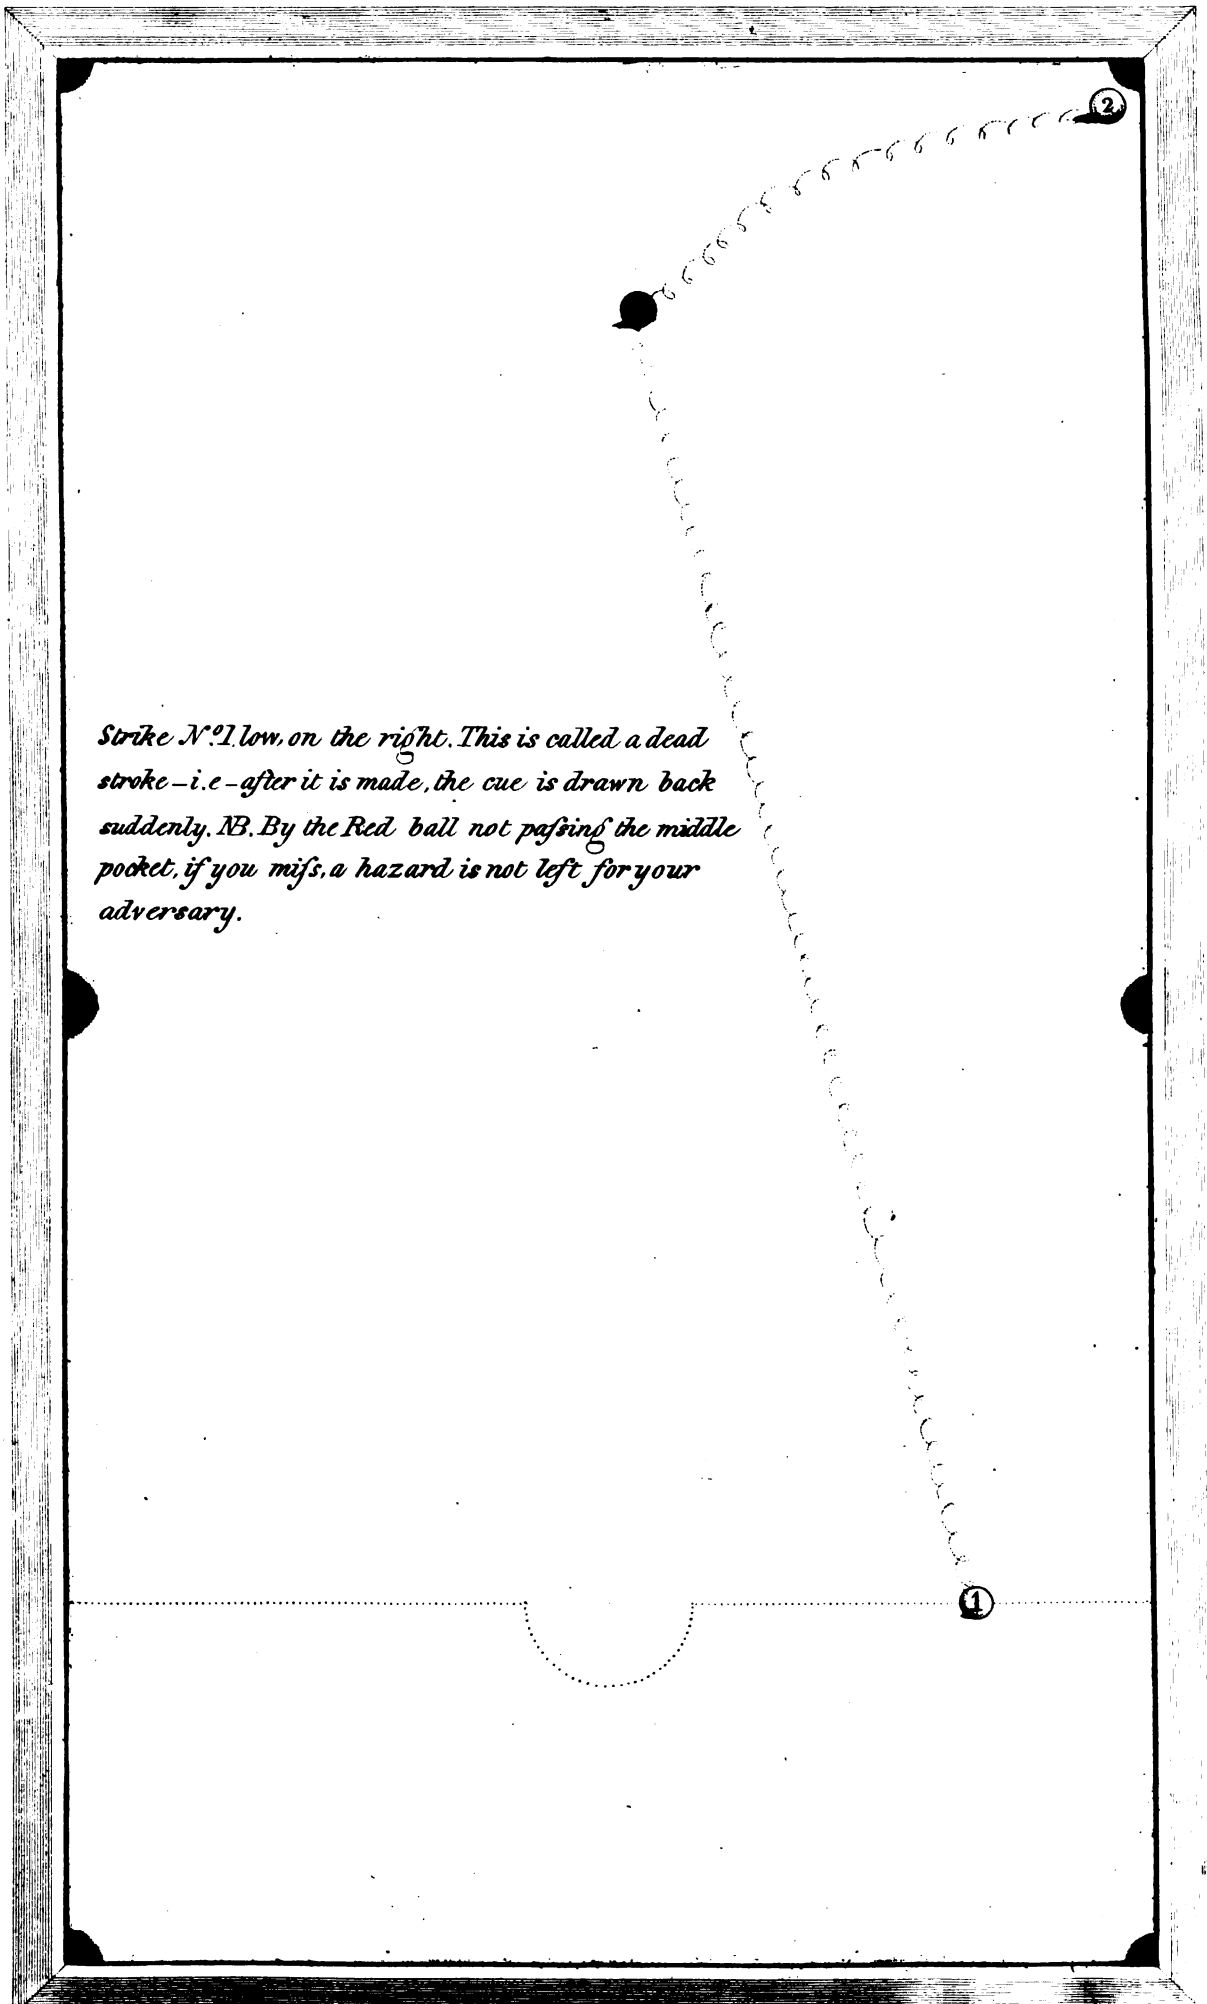 2
Strike N.º1.low, on the right. This is called a dead
stroke – i.e – after it is made, the cue is drawn back
suddenly. NB. By the Red ball not paſsing the middle
pocket, if you miſs, a hazard is not left for your
adversary.
1